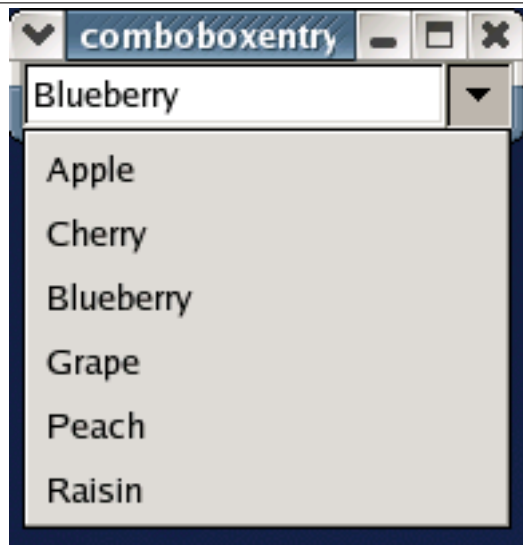 comboboxentry
Blueberry
Apple
Cherry
Blueberry
Grape
Peach
Raisin